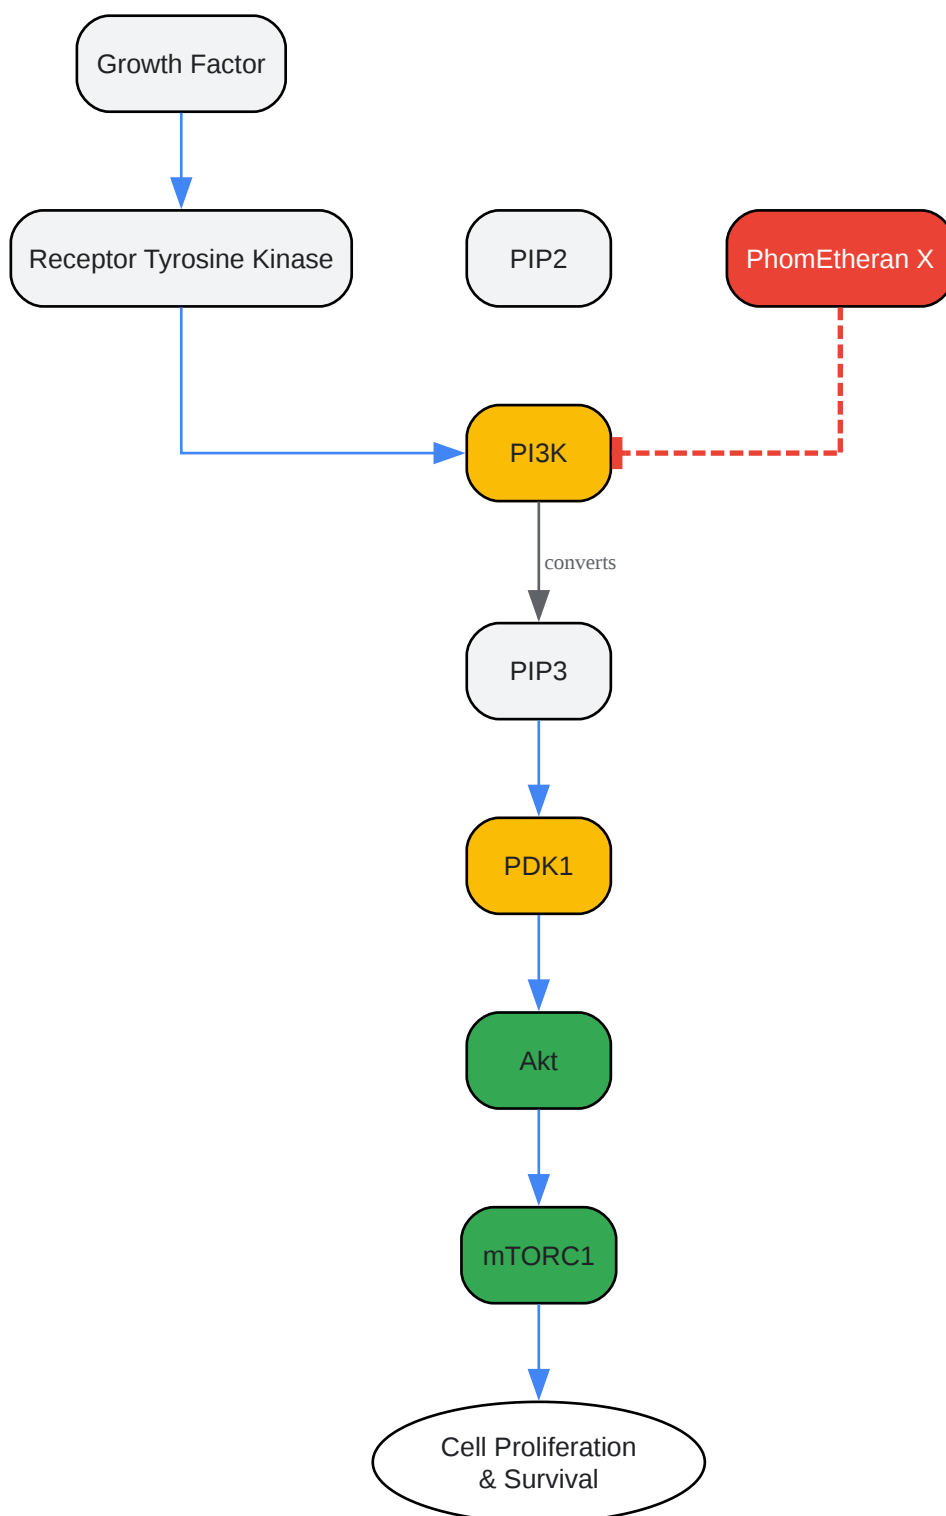 Growth Factor
Receptor Tyrosine Kinase
PIP2
PhomEtheran X
PI3K
converts
PIP3
PDK1
Akt
mTORC1
Cell Proliferation
& Survival